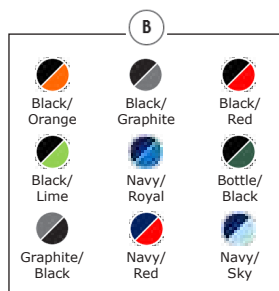 B
Black/ Black/ Black/
Orange Graphite Red
Black/ Navy/ Bottle/
Lime Royal Black
Graphite/ Navy/ Navy/
Black Red Sky